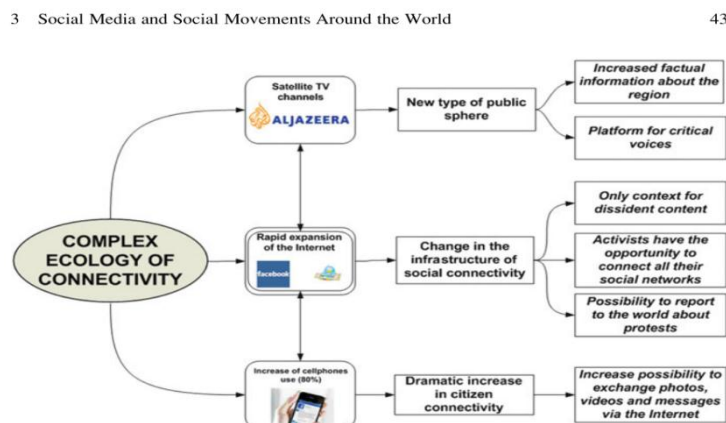 3 Social Media and Social Movements Around the World 43
COMPLEX
ECOLOGY OF
CONNECTIVITY
Satellite TV
channels
ALJAZEERA
New type of public
sphere
Increased factual
information about the
region
Platform for critical
voices
Rapid expansion
of the Internet
facebook
Change in the
infrastructure of
social connectivity
Only context for
dissident content
Activists have the
opportunity to
connect all their
social networks
Possibility to report
to the world about
protests
Increase of cellphones
use (80%)
Dramatic increase
in citizen
connectivity
Increase possibility to
exchange photos,
videos and messages
via the Internet